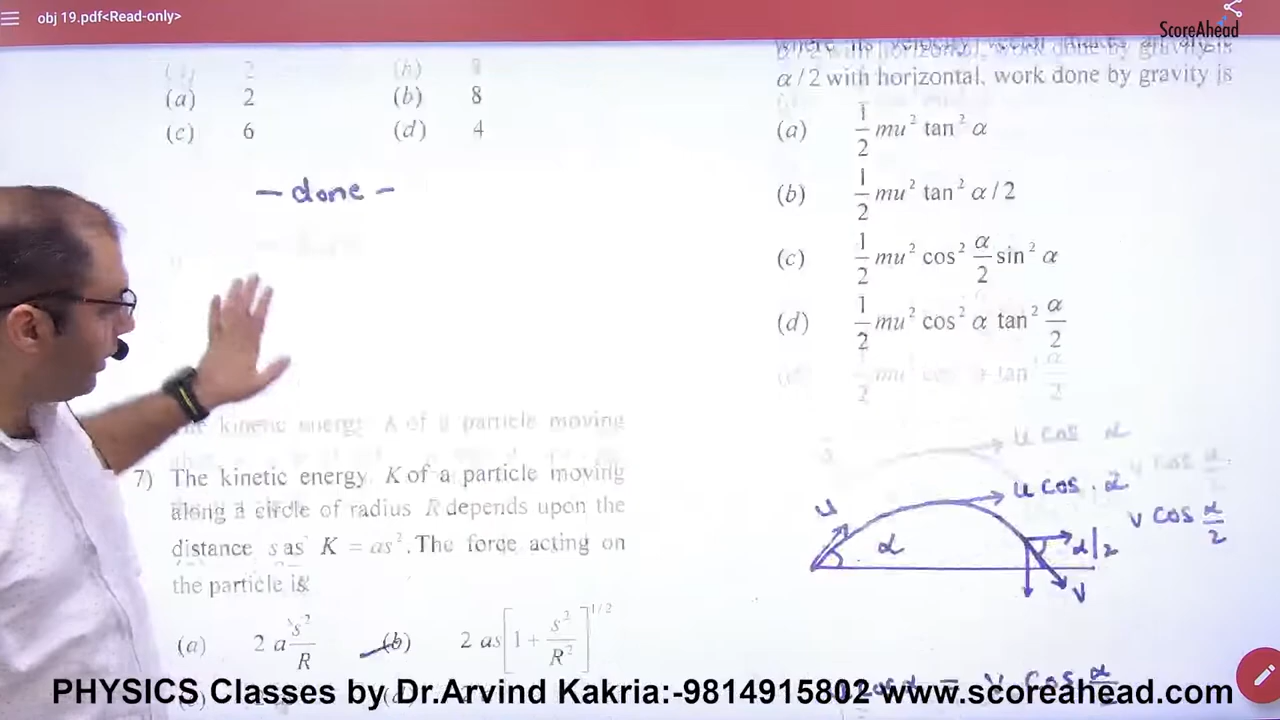 obj 19.pdf<Read-only>
ScoreAhead
(a) 2 (b) 8
(c) 6 (d) 4
— done —
7) The kinetic energy K of a particle moving
along a circle of radius R depends upon the
distance s as K = as². The force acting on
the particle is
(a) 2 a s²/R (b) 2 as[1 + s²/R²]^1/2
α/2 with horizontal, work done by gravity is
(a) 1/2 mu² tan² α
(b) 1/2 mu² tan² α/2
(c) 1/2 mu² cos² α/2 sin² α
(d) 1/2 mu² cos² α tan² α/2
u cos α
u α
α/2 v cos α/2
v
u cos α = v cos α/2
PHYSICS Classes by Dr.Arvind Kakria:-9814915802 www.scoreahead.com